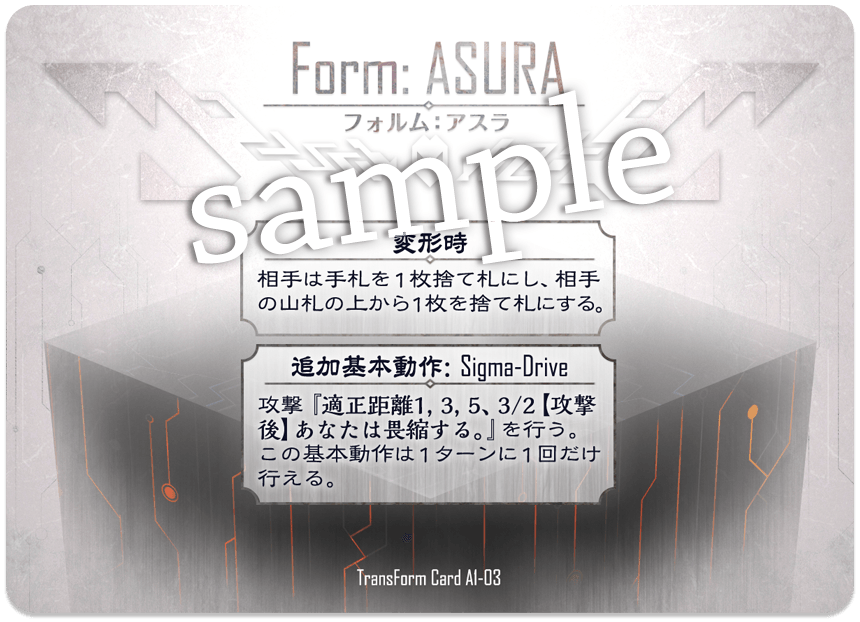 Form: ASURA
フォルム：アスラ
sample
変形時
相手は手札を1枚捨て札にし、相手
の山札の上から1枚を捨て札にする。
追加基本動作: Sigma-Drive
攻撃『適正距離1, 3, 5、3/2【攻撃
後】あなたは畏縮する。』を行う。
この基本動作は1ターンに1回だけ
行える。
TransForm Card A1-03